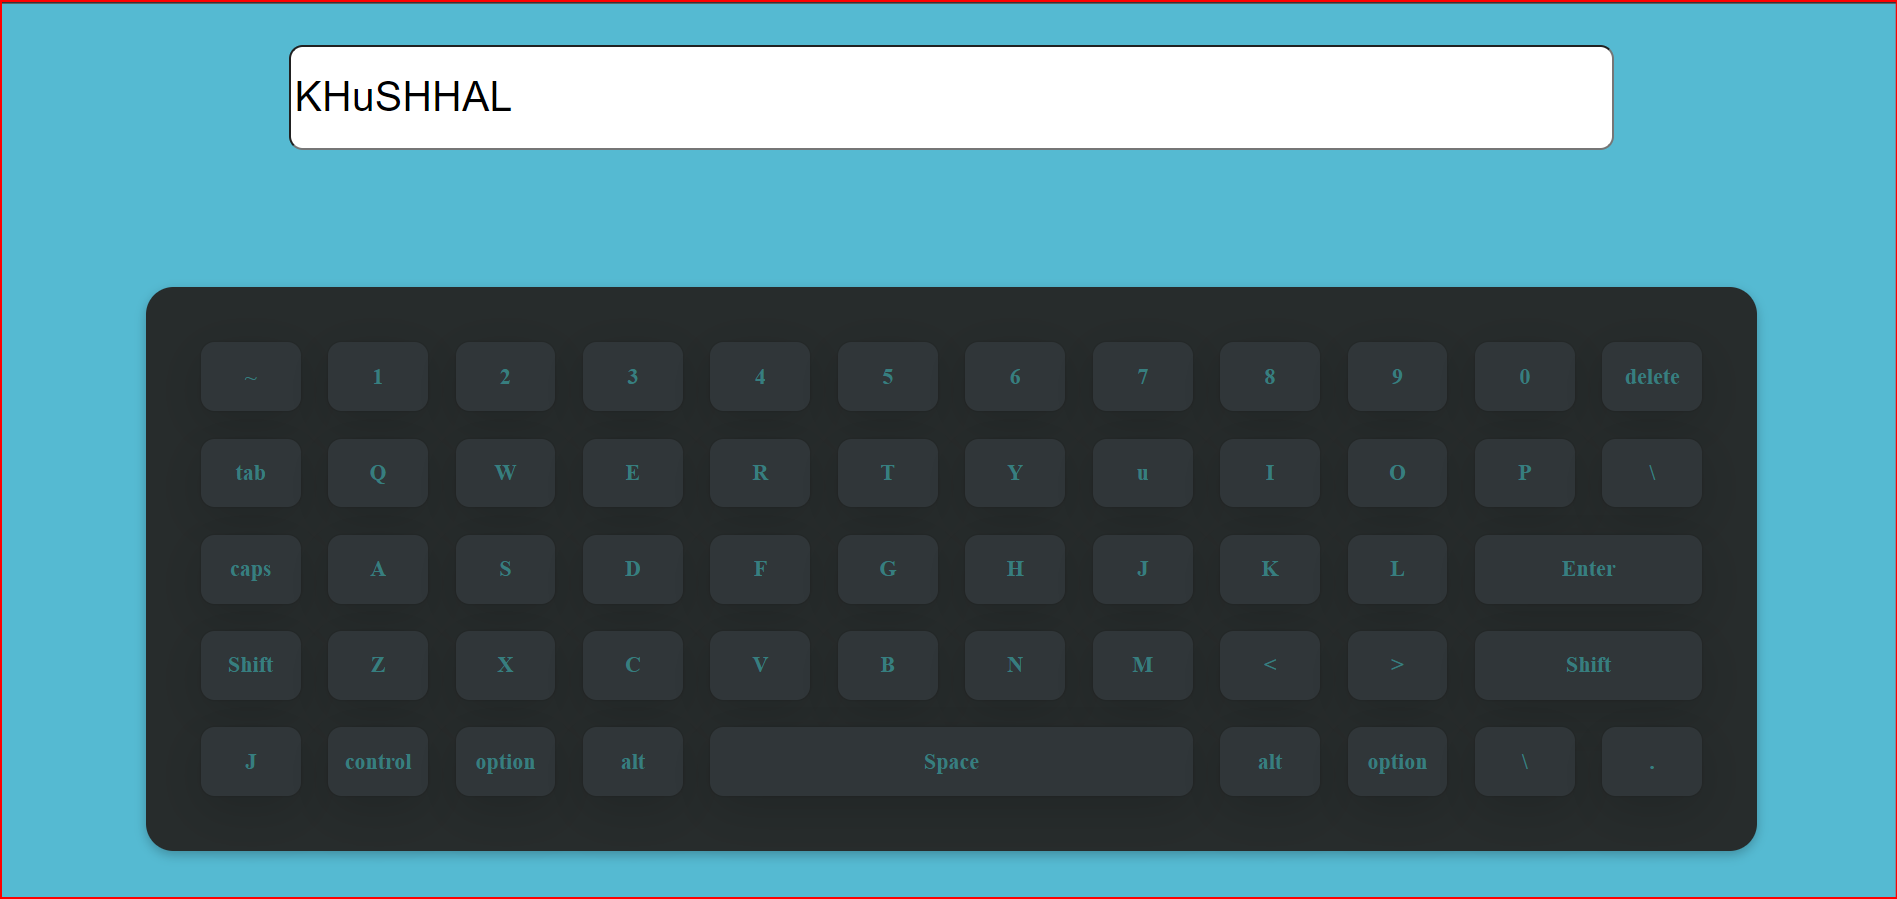 KHuSHHAL
~ 1 2 3 4 5 6 7 8 9 0 delete
tab Q W E R T Y u I O P \
caps A S D F G H J K L Enter
Shift Z X C V B N M < > Shift
J control option alt Space alt option \ .